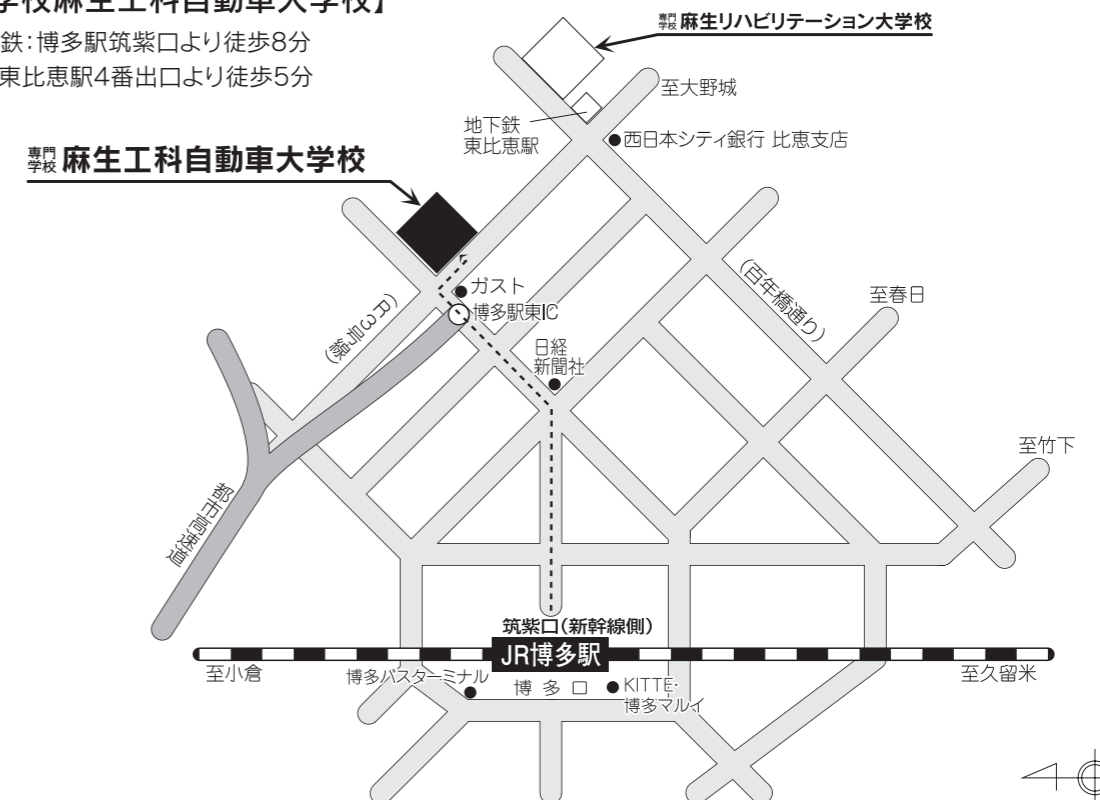 学校麻生工科自動車大学校】
鉄：博多駅筑紫口より徒歩8分
東比恵駅4番出口より徒歩5分
専門学校 麻生リハビリテーション大学校
至大野城
地下鉄
東比恵駅
西日本シティ銀行 比恵支店
専門学校 麻生工科自動車大学校
ガスト
博多駅東IC
(R3号線)
(百年橋通り)
至春日
日経
新聞社
至竹下
都市高速道
筑紫口(新幹線側)
JR博多駅
至小倉
至久留米
博多バスターミナル
博多口
KITTE・
博多マルイ